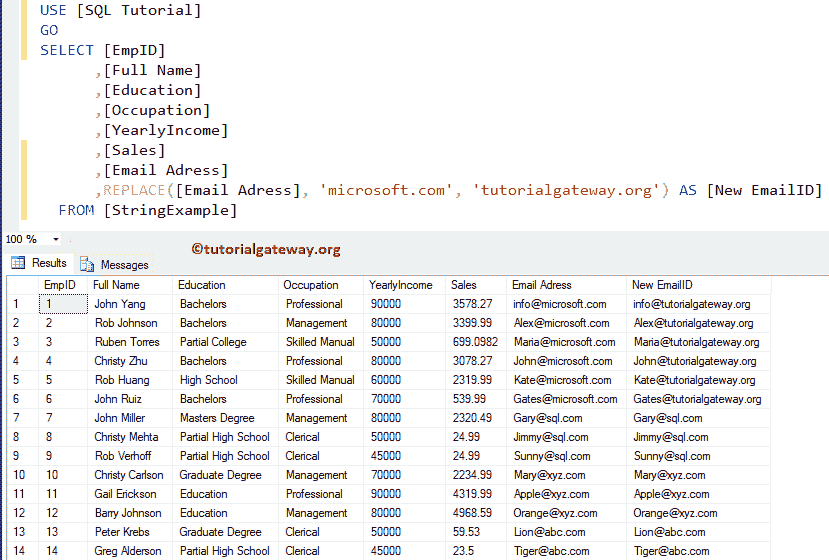 USE [SQL Tutorial]
GO
SELECT [EmpID]
,[Full Name]
,[Education]
,[Occupation]
,[YearlyIncome]
,[Sales]
,[Email Adress]
,REPLACE([Email Adress], 'microsoft.com', 'tutorialgateway.org') AS [New EmailID]
FROM [StringExample]
100 %
©tutorialgateway.org
Results Messages
EmpID Full Name Education Occupation YearlyIncome Sales Email Adress New EmailID
1 1 John Yang Bachelors Professional 90000 3578.27 info@microsoft.com info@tutorialgateway.org
2 2 Rob Johnson Bachelors Management 80000 3399.99 Alex@microsoft.com Alex@tutorialgateway.org
3 3 Ruben Torres Partial College Skilled Manual 50000 699.0982 Maria@microsoft.com Maria@tutorialgateway.org
4 4 Christy Zhu Bachelors Professional 80000 3078.27 John@microsoft.com John@tutorialgateway.org
5 5 Rob Huang High School Skilled Manual 60000 2319.99 Kate@microsoft.com Kate@tutorialgateway.org
6 6 John Ruiz Bachelors Professional 70000 539.99 Gates@microsoft.com Gates@tutorialgateway.org
7 7 John Miller Masters Degree Management 80000 2320.49 Gary@sql.com Gary@sql.com
8 8 Christy Mehta Partial High School Clerical 50000 24.99 Jimmy@sql.com Jimmy@sql.com
9 9 Rob Verhoff Partial High School Clerical 45000 24.99 Sunny@sql.com Sunny@sql.com
10 10 Christy Carlson Graduate Degree Management 70000 2234.99 Mary@xyz.com Mary@xyz.com
11 11 Gail Erickson Education Professional 90000 4319.99 Apple@xyz.com Apple@xyz.com
12 12 Barry Johnson Education Management 80000 4968.59 Orange@xyz.com Orange@xyz.com
13 13 Peter Krebs Graduate Degree Clerical 50000 59.53 Lion@abc.com Lion@abc.com
14 14 Greg Alderson Partial High School Clerical 45000 23.5 Tiger@abc.com Tiger@abc.com